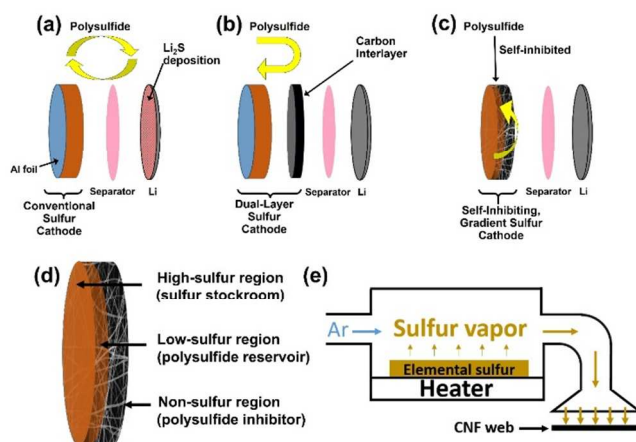 (a)
Polysulfide
Li2S
deposition
Al foil
Separator
Li
Conventional
Sulfur
Cathode
(b)
Polysulfide
Carbon
Interlayer
Separator
Li
Dual-Layer
Sulfur
Cathode
(c)
Polysulfide
Self-inhibited
Separator
Li
Self-Inhibiting,
Gradient Sulfur
Cathode
(d)
High-sulfur region
(sulfur stockroom)
Low-sulfur region
(polysulfide reservoir)
Non-sulfur region
(polysulfide inhibitor)
(e)
Ar
Sulfur vapor
Elemental sulfur
Heater
CNF web